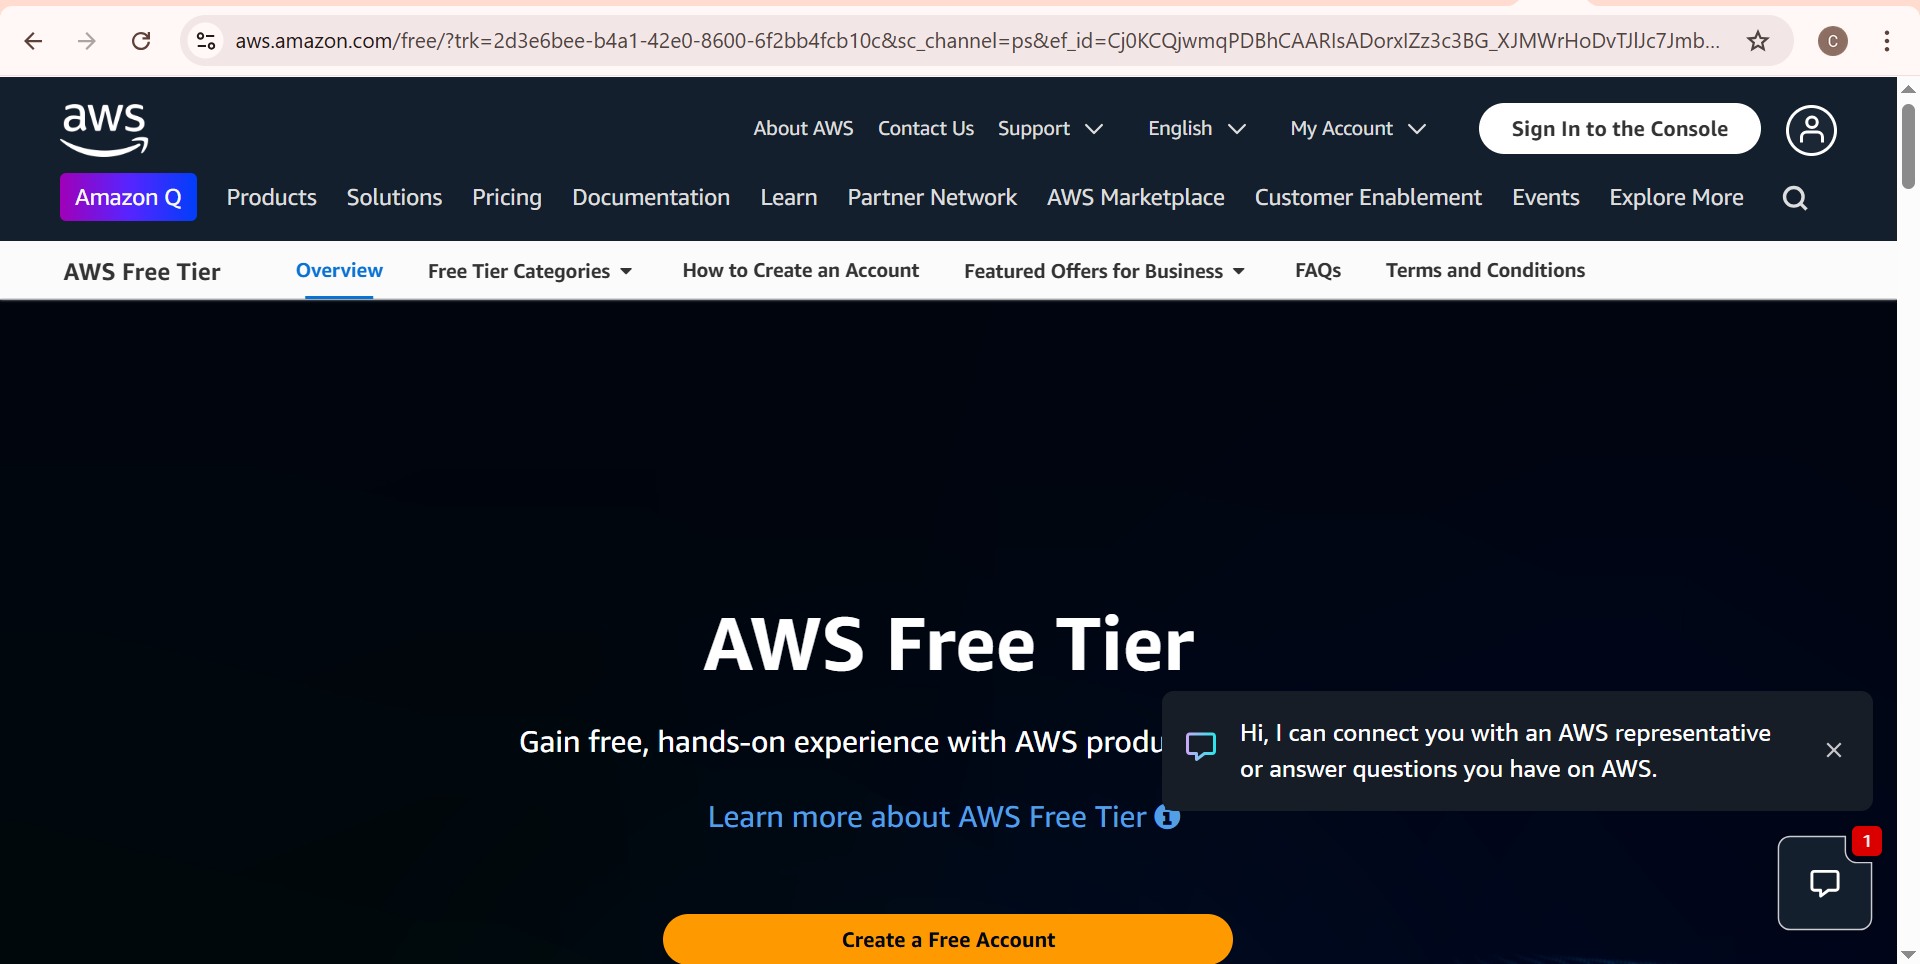 aws.amazon.com/free/?trk=2d3e6bee-b4a1-42e0-8600-6f2bb4fcb10c&sc_channel=ps&ef_id=Cj0KCQjwmqPDBhCAARIsADorxIZz3c3BG_XJMWrHoDvTJlJc7Jmb...
C
aws
About AWS Contact Us Support English My Account Sign In to the Console
Amazon Q Products Solutions Pricing Documentation Learn Partner Network AWS Marketplace Customer Enablement Events Explore More
AWS Free Tier Overview Free Tier Categories How to Create an Account Featured Offers for Business FAQs Terms and Conditions
AWS Free Tier
Gain free, hands-on experience with AWS produ
Hi, I can connect you with an AWS representative
or answer questions you have on AWS.
Learn more about AWS Free Tier
1
Create a Free Account